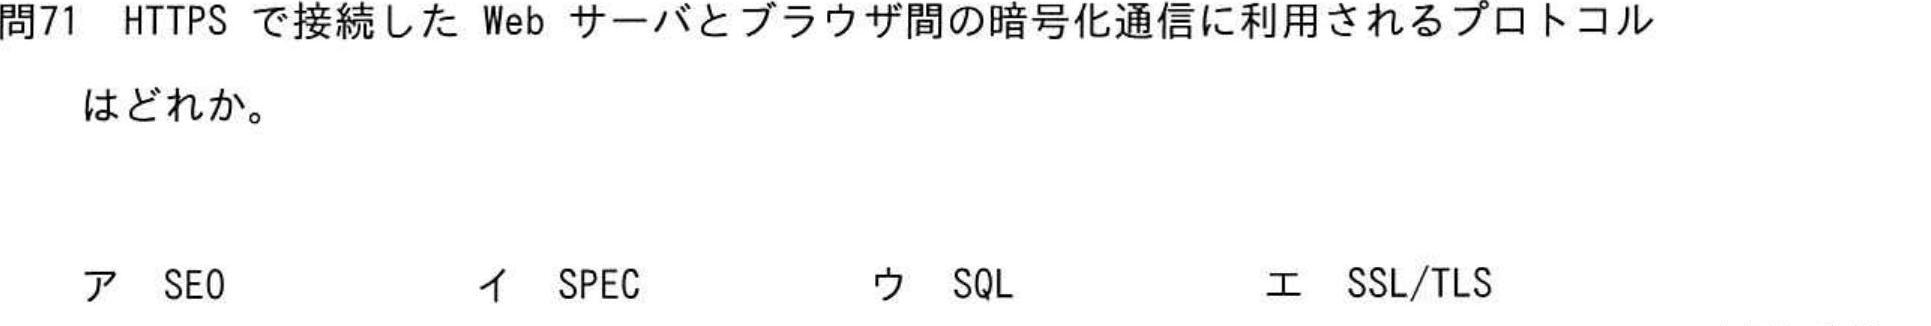 問71 HTTPS で接続した Web サーバとブラウザ間の暗号化通信に利用されるプロトコル
はどれか。
ア SEO イ SPEC ウ SQL エ SSL/TLS